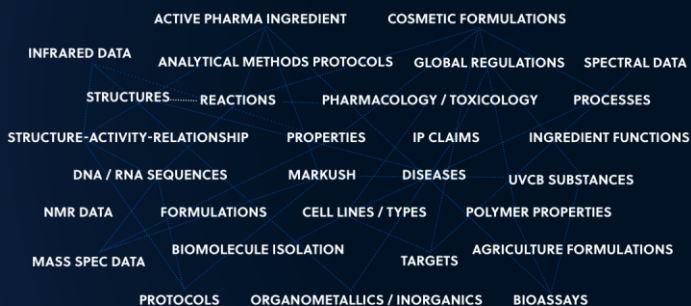 ACTIVE PHARMA INGREDIENT
COSMETIC FORMULATIONS
INFRARED DATA
ANALYTICAL METHODS PROTOCOLS
GLOBAL REGULATIONS
SPECTRAL DATA
STRUCTURES
REACTIONS
PHARMACOLOGY / TOXICOLOGY
PROCESSES
STRUCTURE-ACTIVITY-RELATIONSHIP
PROPERTIES
IP CLAIMS
INGREDIENT FUNCTIONS
DNA / RNA SEQUENCES
MARKUSH
DISEASES
UVCB SUBSTANCES
NMR DATA
FORMULATIONS
CELL LINES / TYPES
POLYMER PROPERTIES
MASS SPEC DATA
BIOMOLECULE ISOLATION
TARGETS
AGRICULTURE FORMULATIONS
PROTOCOLS
ORGANOMETALLICS / INORGANICS
BIOASSAYS